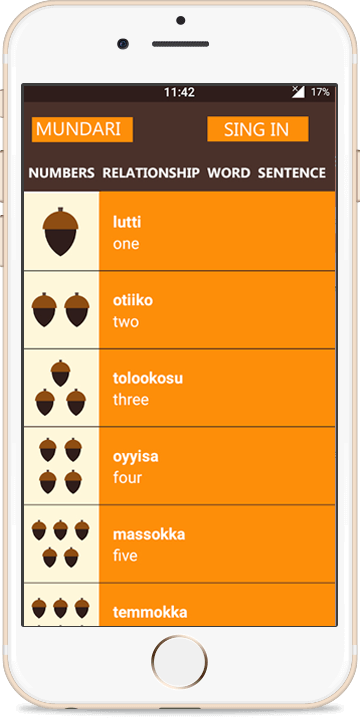 11:42 17%
MUNDARI SING IN
NUMBERS RELATIONSHIP WORD SENTENCE
lutti
one
otiiko
two
tolookosu
three
oyyisa
four
massokka
five
temmokka